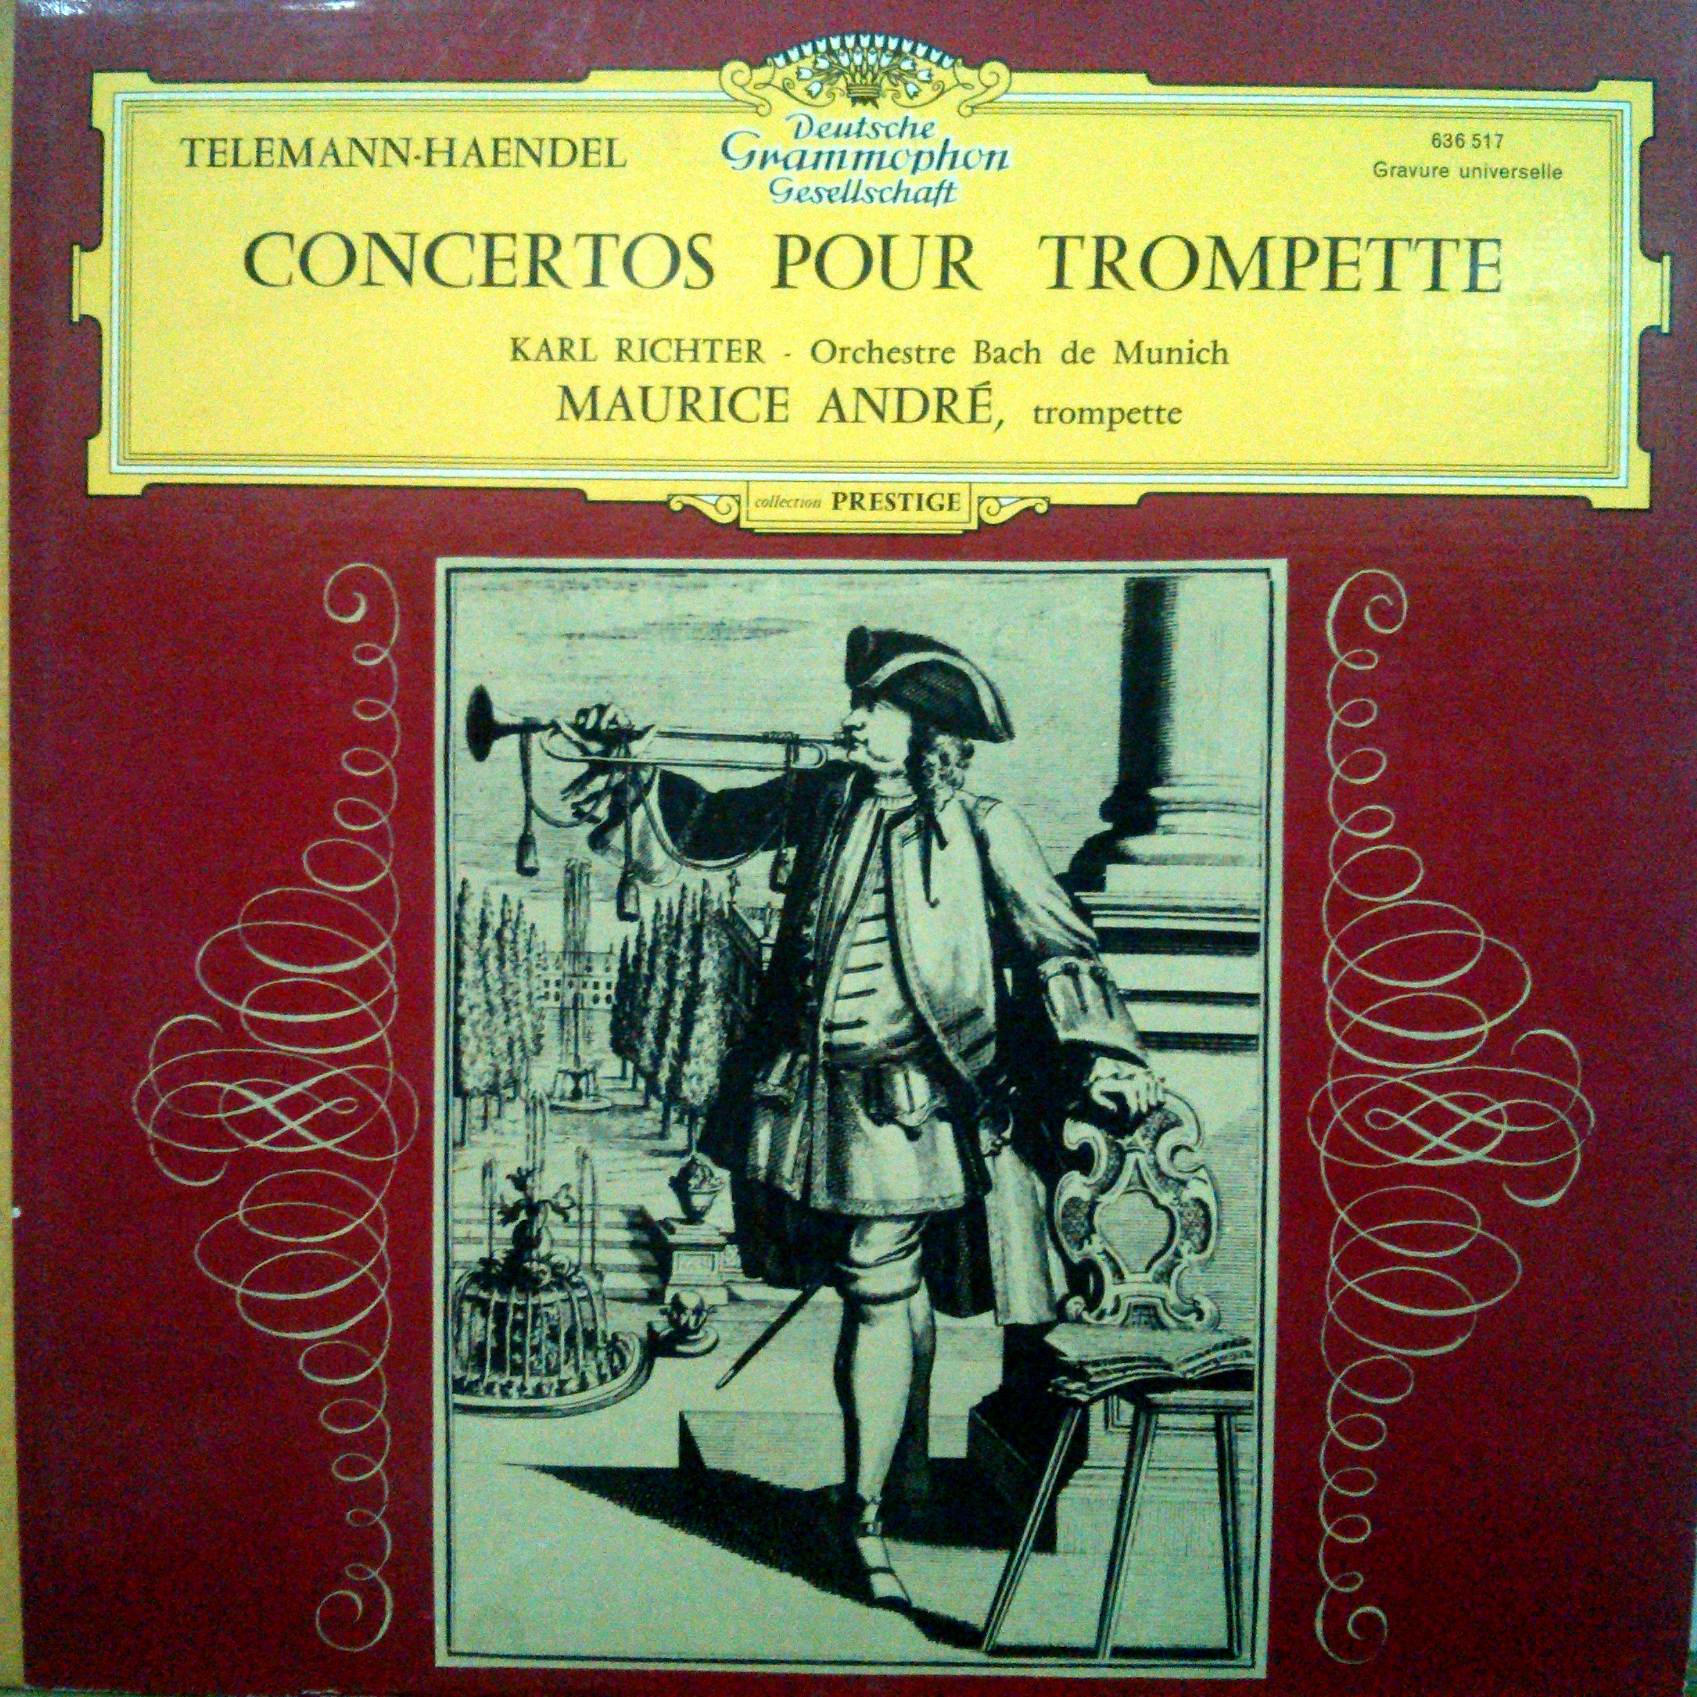 TELEMANN-HAENDEL
Deutsche
Grammophon
Gesellschaft
636 517
Gravure universelle
CONCERTOS POUR TROMPETTE
KARL RICHTER - Orchestre Bach de Munich
MAURICE ANDRÉ, trompette
collection PRESTIGE